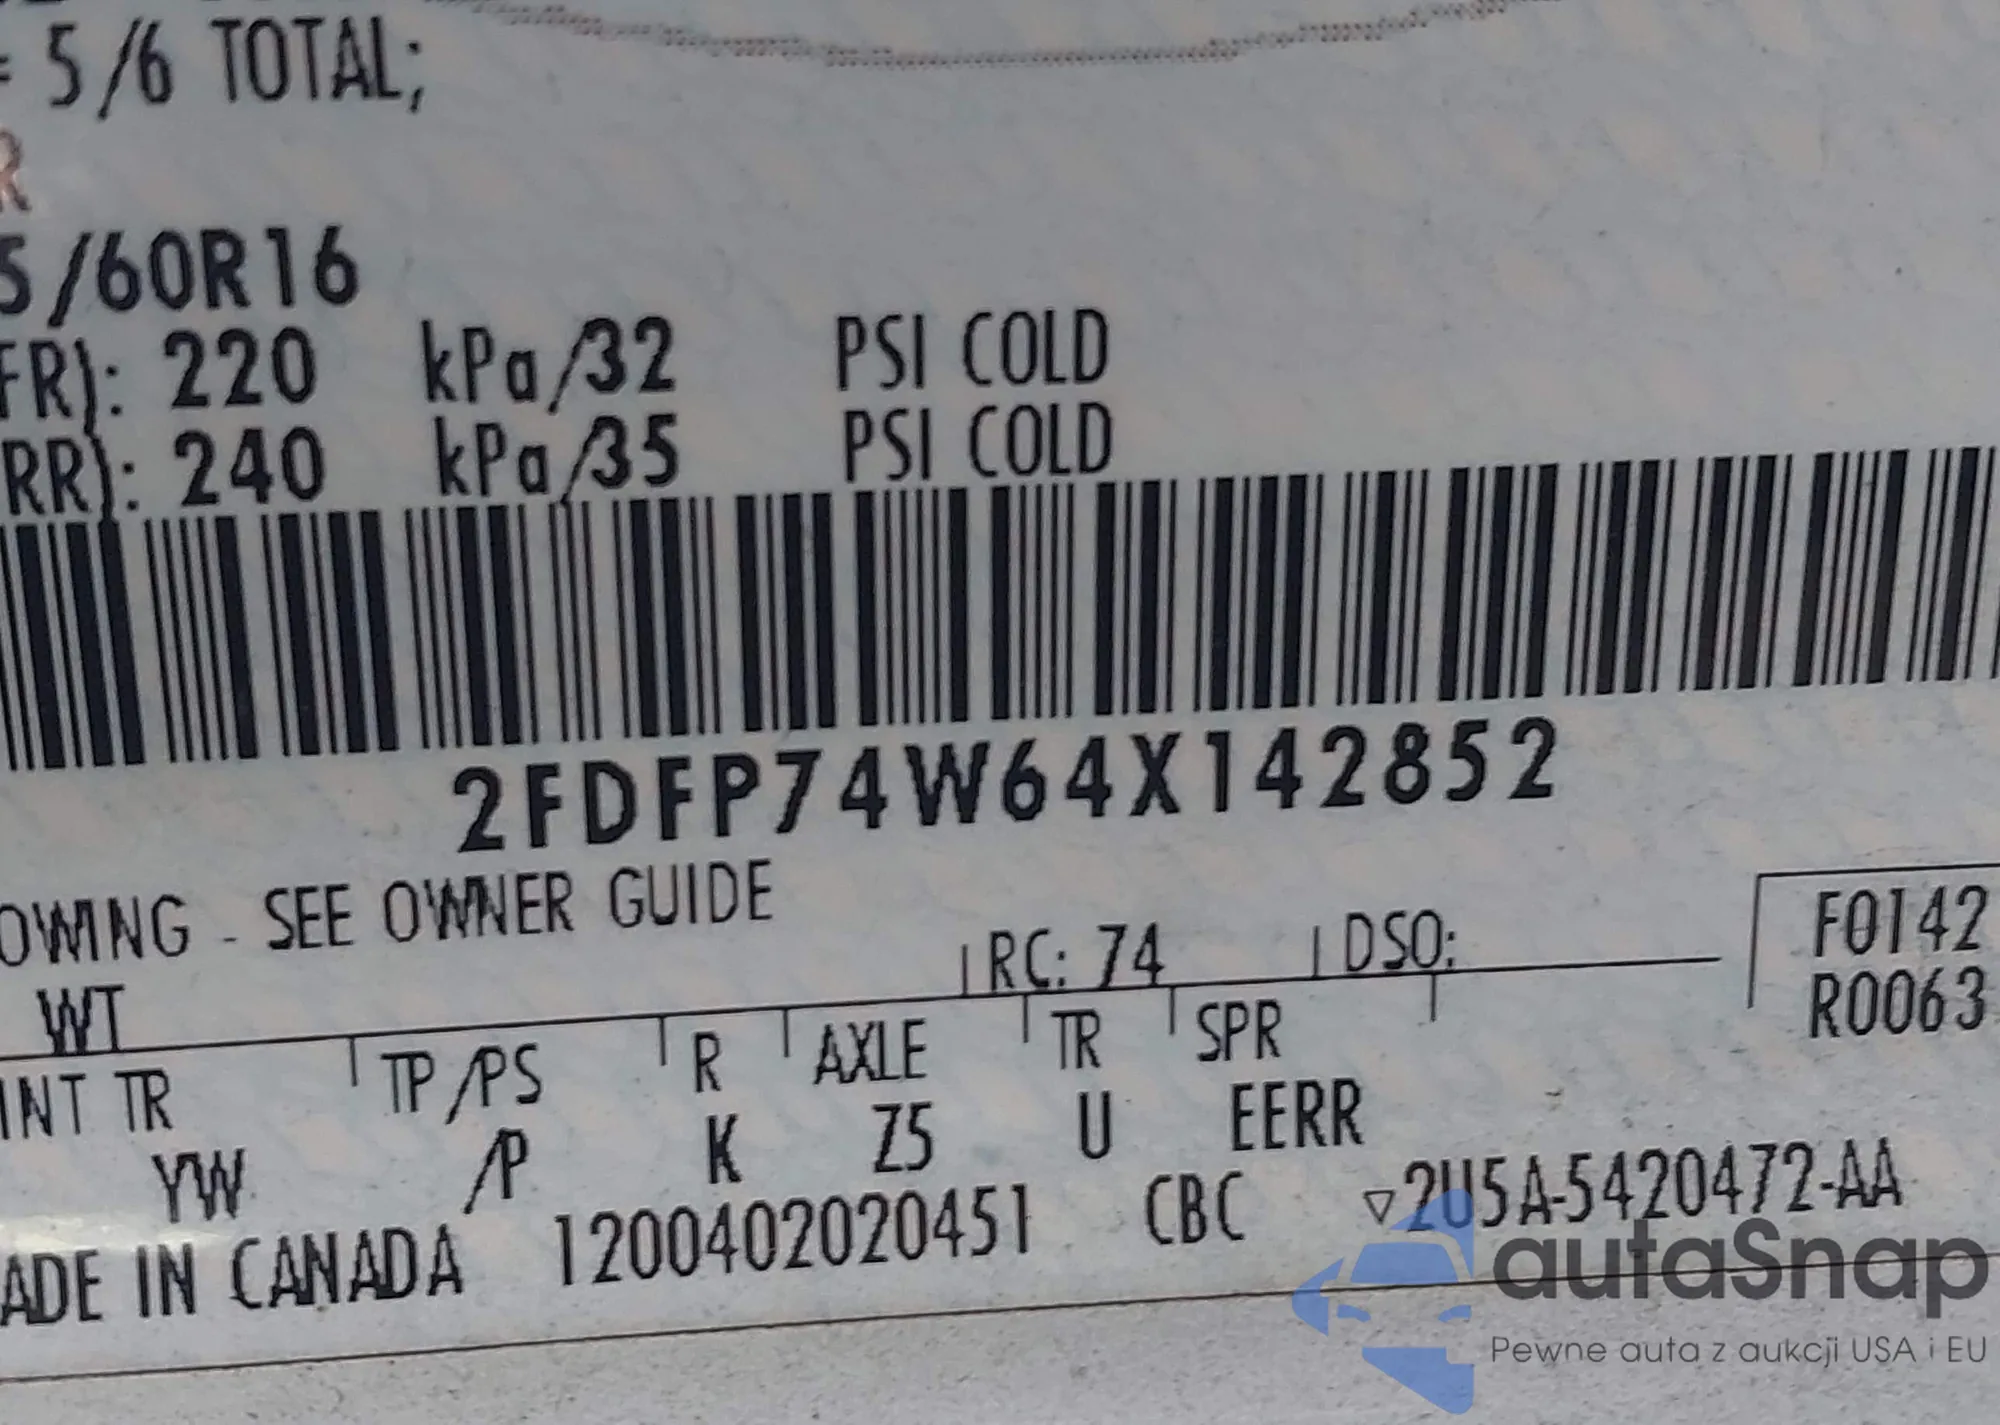 = 5/6 TOTAL;
R
5/60R16
FR): 220 kPa/32 PSI COLD
RR): 240 kPa/35 PSI COLD
2FDFP74W64X142852
OWING - SEE OWNER GUIDE
WT RC: 74 DSO: F0142
R0063
INT TR TP/PS R AXLE TR SPR
YW /P K Z5 U EERR
ADE IN CANADA 1200402020451 CBC ▽2U5A-5420472-AA
autaSnap
Pewne auta z aukcji USA i EU